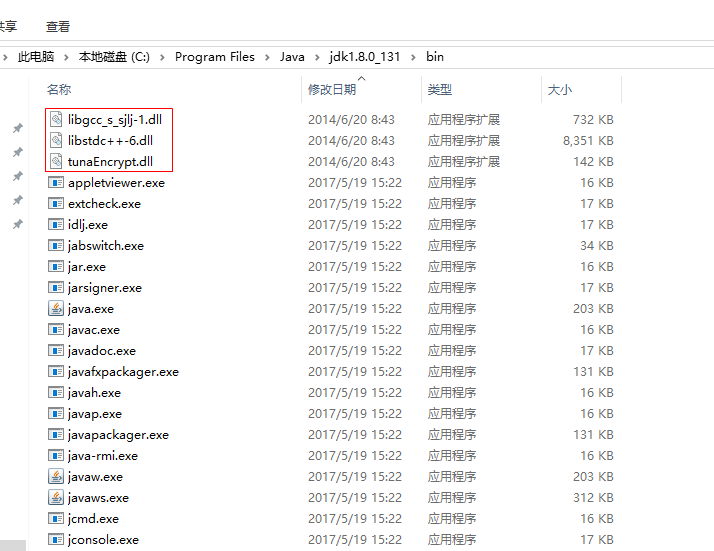 共享 查看
此电脑 > 本地磁盘 (C:) > Program Files > Java > jdk1.8.0_131 > bin
名称 修改日期 类型 大小
libgcc_s_sjlj-1.dll 2014/6/20 8:43 应用程序扩展 732 KB
libstdc++-6.dll 2014/6/20 8:43 应用程序扩展 8,351 KB
tunaEncrypt.dll 2014/6/20 8:43 应用程序扩展 142 KB
appletviewer.exe 2017/5/19 15:22 应用程序 16 KB
extcheck.exe 2017/5/19 15:22 应用程序 17 KB
idlj.exe 2017/5/19 15:22 应用程序 17 KB
jabswitch.exe 2017/5/19 15:22 应用程序 34 KB
jar.exe 2017/5/19 15:22 应用程序 16 KB
jarsigner.exe 2017/5/19 15:22 应用程序 17 KB
java.exe 2017/5/19 15:22 应用程序 203 KB
javac.exe 2017/5/19 15:22 应用程序 16 KB
javadoc.exe 2017/5/19 15:22 应用程序 16 KB
javafxpackager.exe 2017/5/19 15:22 应用程序 131 KB
javah.exe 2017/5/19 15:22 应用程序 16 KB
javap.exe 2017/5/19 15:22 应用程序 16 KB
javapackager.exe 2017/5/19 15:22 应用程序 131 KB
java-rmi.exe 2017/5/19 15:22 应用程序 16 KB
javaw.exe 2017/5/19 15:22 应用程序 203 KB
javaws.exe 2017/5/19 15:22 应用程序 312 KB
jcmd.exe 2017/5/19 15:22 应用程序 16 KB
jconsole.exe 2017/5/19 15:22 应用程序 17 KB